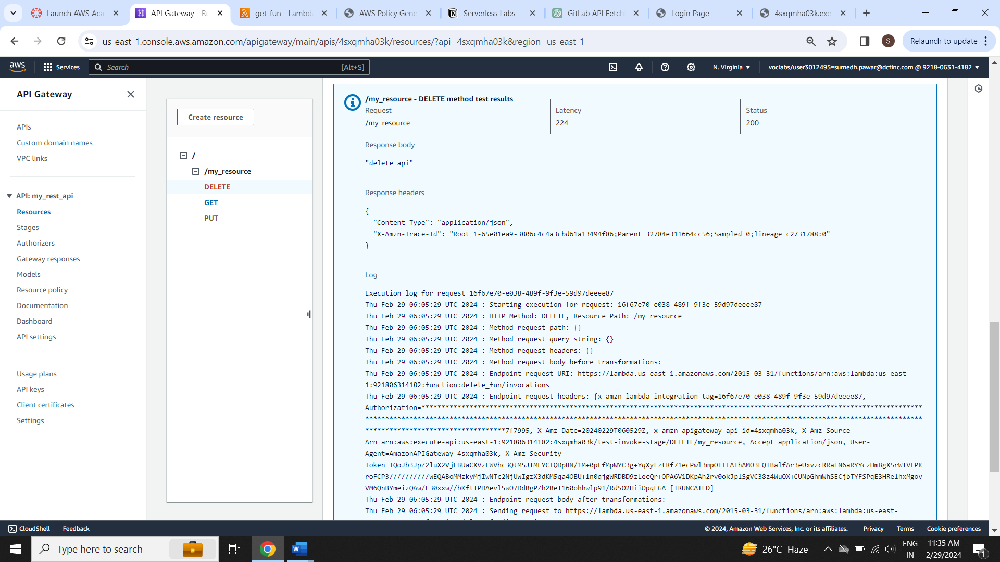 Launch AWS Aca
API Gateway - Re
get_fun - Lambd
AWS Policy Gene
Serverless Labs
GitLab API Fetch
Login Page
4sxqmha03k.exe
us-east-1.console.aws.amazon.com/apigateway/main/apis/4sxqmha03k/resources/?api=4sxqmha03k&region=us-east-1
S
Relaunch to update
aws
Services
Search
[Alt+S]
N. Virginia
voclabs/user3012495=sumedh.pawar@dctinc.com @ 9218-0631-4182
API Gateway
APIs
Custom domain names
VPC links
API: my_rest_api
Resources
Stages
Authorizers
Gateway responses
Models
Resource policy
Documentation
Dashboard
API settings
Usage plans
API keys
Client certificates
Settings
Create resource
/
/my_resource
DELETE
GET
PUT
/my_resource - DELETE method test results
Request
/my_resource
Latency
224
Status
200
Response body
"delete api"
Response headers
{
"Content-Type": "application/json",
"X-Amzn-Trace-Id": "Root=1-65e01ea9-3806c4c4a3cbd61a13494f86;Parent=32784e311664cc56;Sampled=0;lineage=c2731788:0"
}
Log
Execution log for request 16f67e70-e038-489f-9f3e-59d97deeee87
Thu Feb 29 06:05:29 UTC 2024 : Starting execution for request: 16f67e70-e038-489f-9f3e-59d97deeee87
Thu Feb 29 06:05:29 UTC 2024 : HTTP Method: DELETE, Resource Path: /my_resource
Thu Feb 29 06:05:29 UTC 2024 : Method request path: {}
Thu Feb 29 06:05:29 UTC 2024 : Method request query string: {}
Thu Feb 29 06:05:29 UTC 2024 : Method request headers: {}
Thu Feb 29 06:05:29 UTC 2024 : Method request body before transformations:
Thu Feb 29 06:05:29 UTC 2024 : Endpoint request URI: https://lambda.us-east-1.amazonaws.com/2015-03-31/functions/arn:aws:lambda:us-east-
1:921806314182:function:delete_fun/invocations
Thu Feb 29 06:05:29 UTC 2024 : Endpoint request headers: {x-amzn-lambda-integration-tag=16f67e70-e038-489f-9f3e-59d97deeee87,
Authorization=*****************************************************************************************************************************
*******************************************************************************************************************************************
***********************************7f7995, X-Amz-Date=20240229T060529Z, x-amzn-apigateway-api-id=4sxqmha03k, X-Amz-Source-
Arn=arn:aws:execute-api:us-east-1:921806314182:4sxqmha03k/test-invoke-stage/DELETE/my_resource, Accept=application/json, User-
Agent=AmazonAPIGateway_4sxqmha03k, X-Amz-Security-
Token=IQoJb3JpZ2luX2VjEBUaCXVzLWVhc3QtMSJIMEYCIQDpBN/1M+0pLfMpWYC3g+YqXyFztRf71ecPwl3mpOTIFAIhAMO3EQIBalfAr3eUxvzcRRaFN6aRYYczHmBgX5rWTVLPK
roFCP3//////////wEQABoMMzkyMjIwNTc2NjUwIgzX3dKM5qa4OBU+1n0qjgWRDBD9zLecQr+OPA6V1DKpAh2rv0okJplSgVC38z4WuOX+CUNpGhmWhSECjbTYFSPqE3HRe1hxMgov
VM6QnBYmeizQAw/E30xxw//bKftTPDAevlSwO7DdBgPZh2BeI160ohhwlp91/RdSO2HiiOpqEGA [TRUNCATED]
Thu Feb 29 06:05:29 UTC 2024 : Endpoint request body after transformations:
Thu Feb 29 06:05:29 UTC 2024 : Sending request to https://lambda.us-east-1.amazonaws.com/2015-03-31/functions/arn:aws:lambda:us-east-
CloudShell
Feedback
© 2024, Amazon Web Services, Inc. or its affiliates.
Privacy
Terms
Cookie preferences
Type here to search
26°C Haze
ENG
IN
11:35 AM
2/29/2024
1